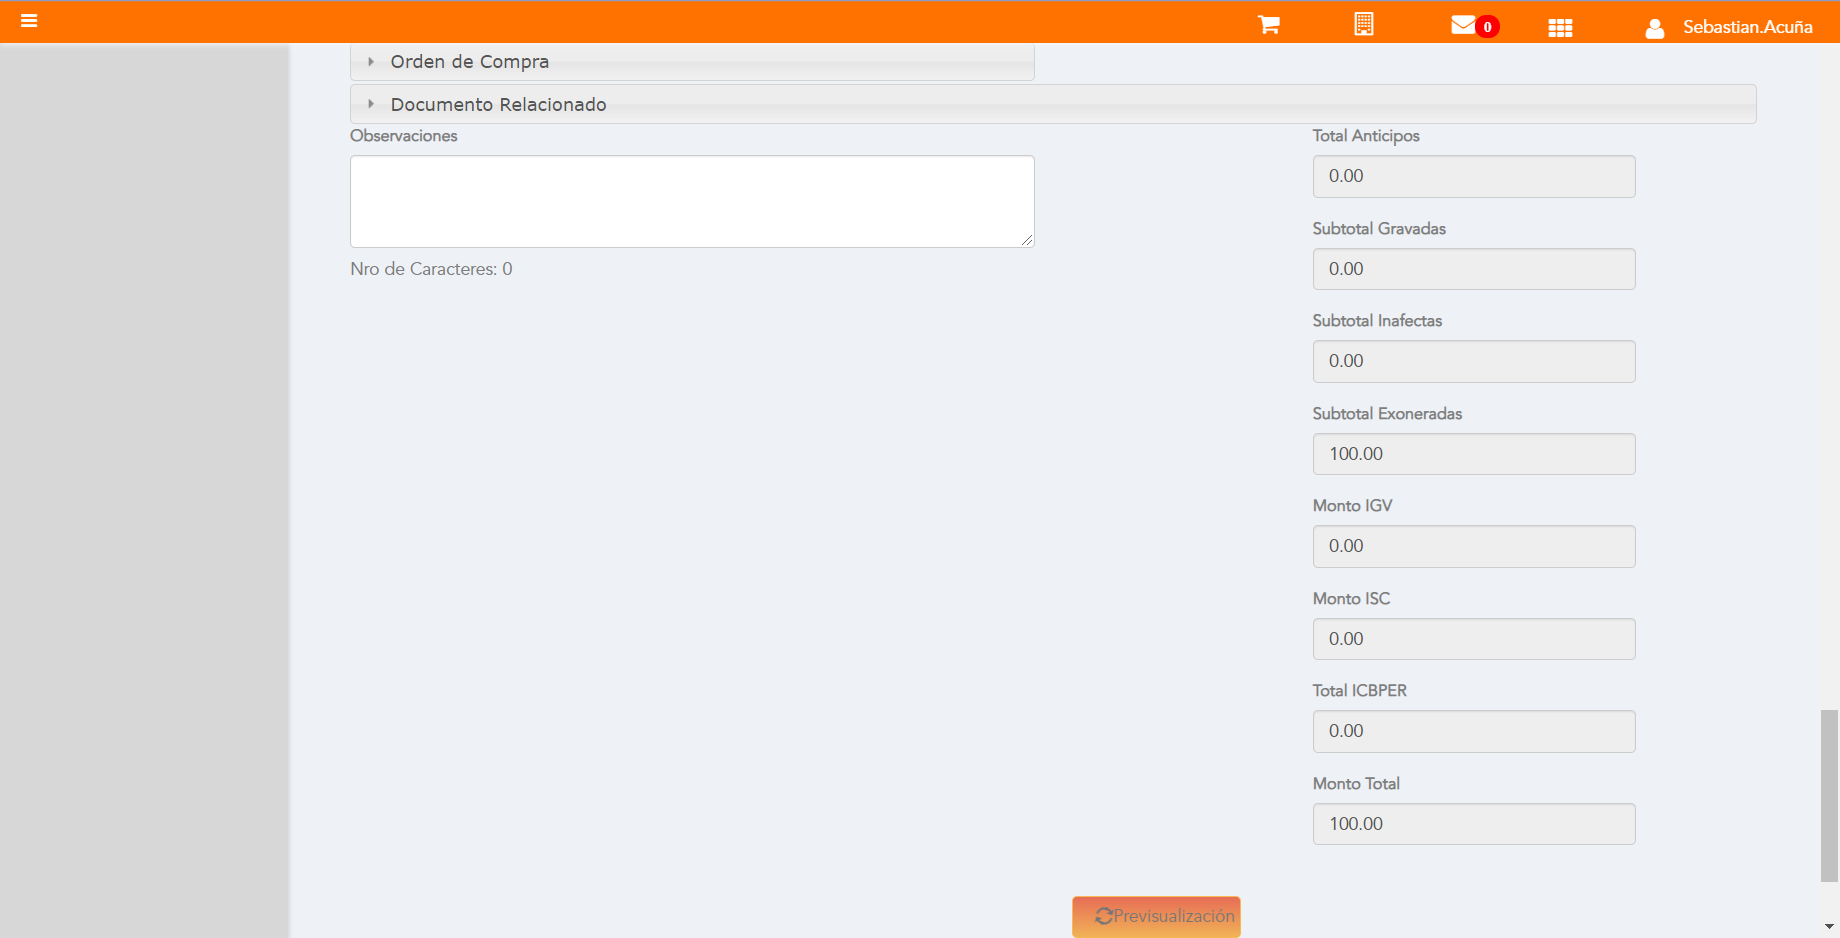 0
Sebastian.Acuña
Orden de Compra
Documento Relacionado
Observaciones
Nro de Caracteres: 0
Total Anticipos
0.00
Subtotal Gravadas
0.00
Subtotal Inafectas
0.00
Subtotal Exoneradas
100.00
Monto IGV
0.00
Monto ISC
0.00
Total ICBPER
0.00
Monto Total
100.00
Previsualización